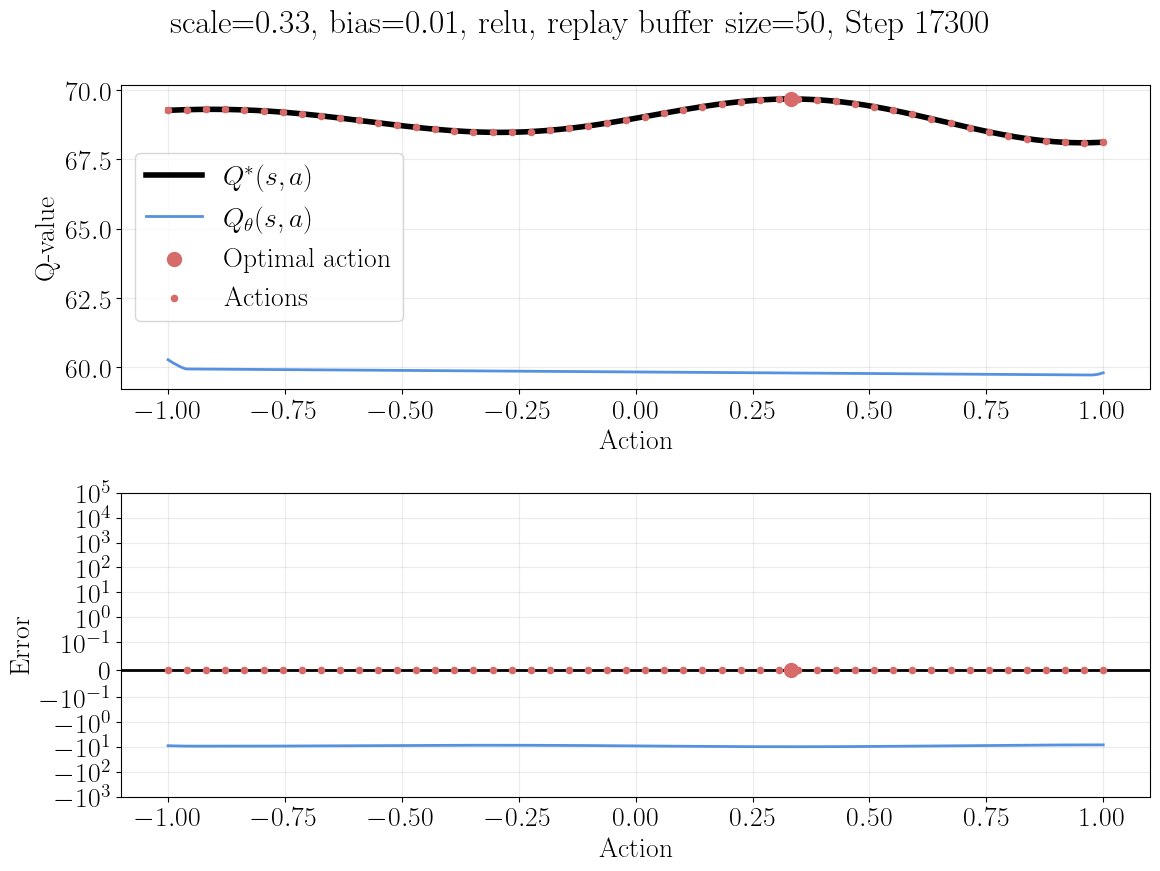 scale=0.33, bias=0.01, relu, replay buffer size=50, Step 17300
70.0
67.5
65.0
62.5
60.0
Q-value
Q*(s, a)
Q_θ(s, a)
Optimal action
Actions
−1.00 −0.75 −0.50 −0.25 0.00 0.25 0.50 0.75 1.00
Action
10^5
10^4
10^3
10^2
10^1
10^0
10^−1
0
−10^−1
−10^0
−10^1
−10^2
−10^3
Error
−1.00 −0.75 −0.50 −0.25 0.00 0.25 0.50 0.75 1.00
Action